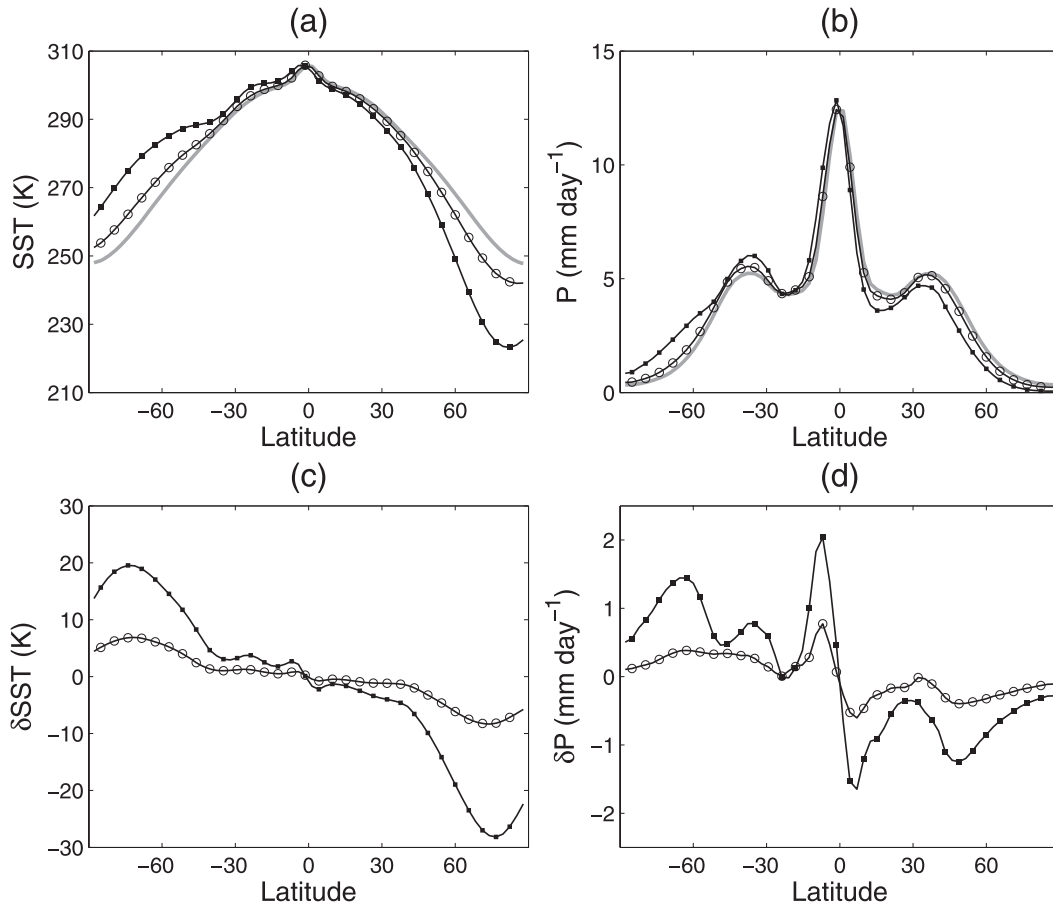 (a)
310
290
270
250
230
210
SST (K)
−60 −30 0 30 60
Latitude
(b)
15
10
5
0
P (mm day⁻¹)
−60 −30 0 30 60
Latitude
(c)
30
20
10
0
−10
−20
−30
δSST (K)
−60 −30 0 30 60
Latitude
(d)
2
1
0
−1
−2
δP (mm day⁻¹)
−60 −30 0 30 60
Latitude